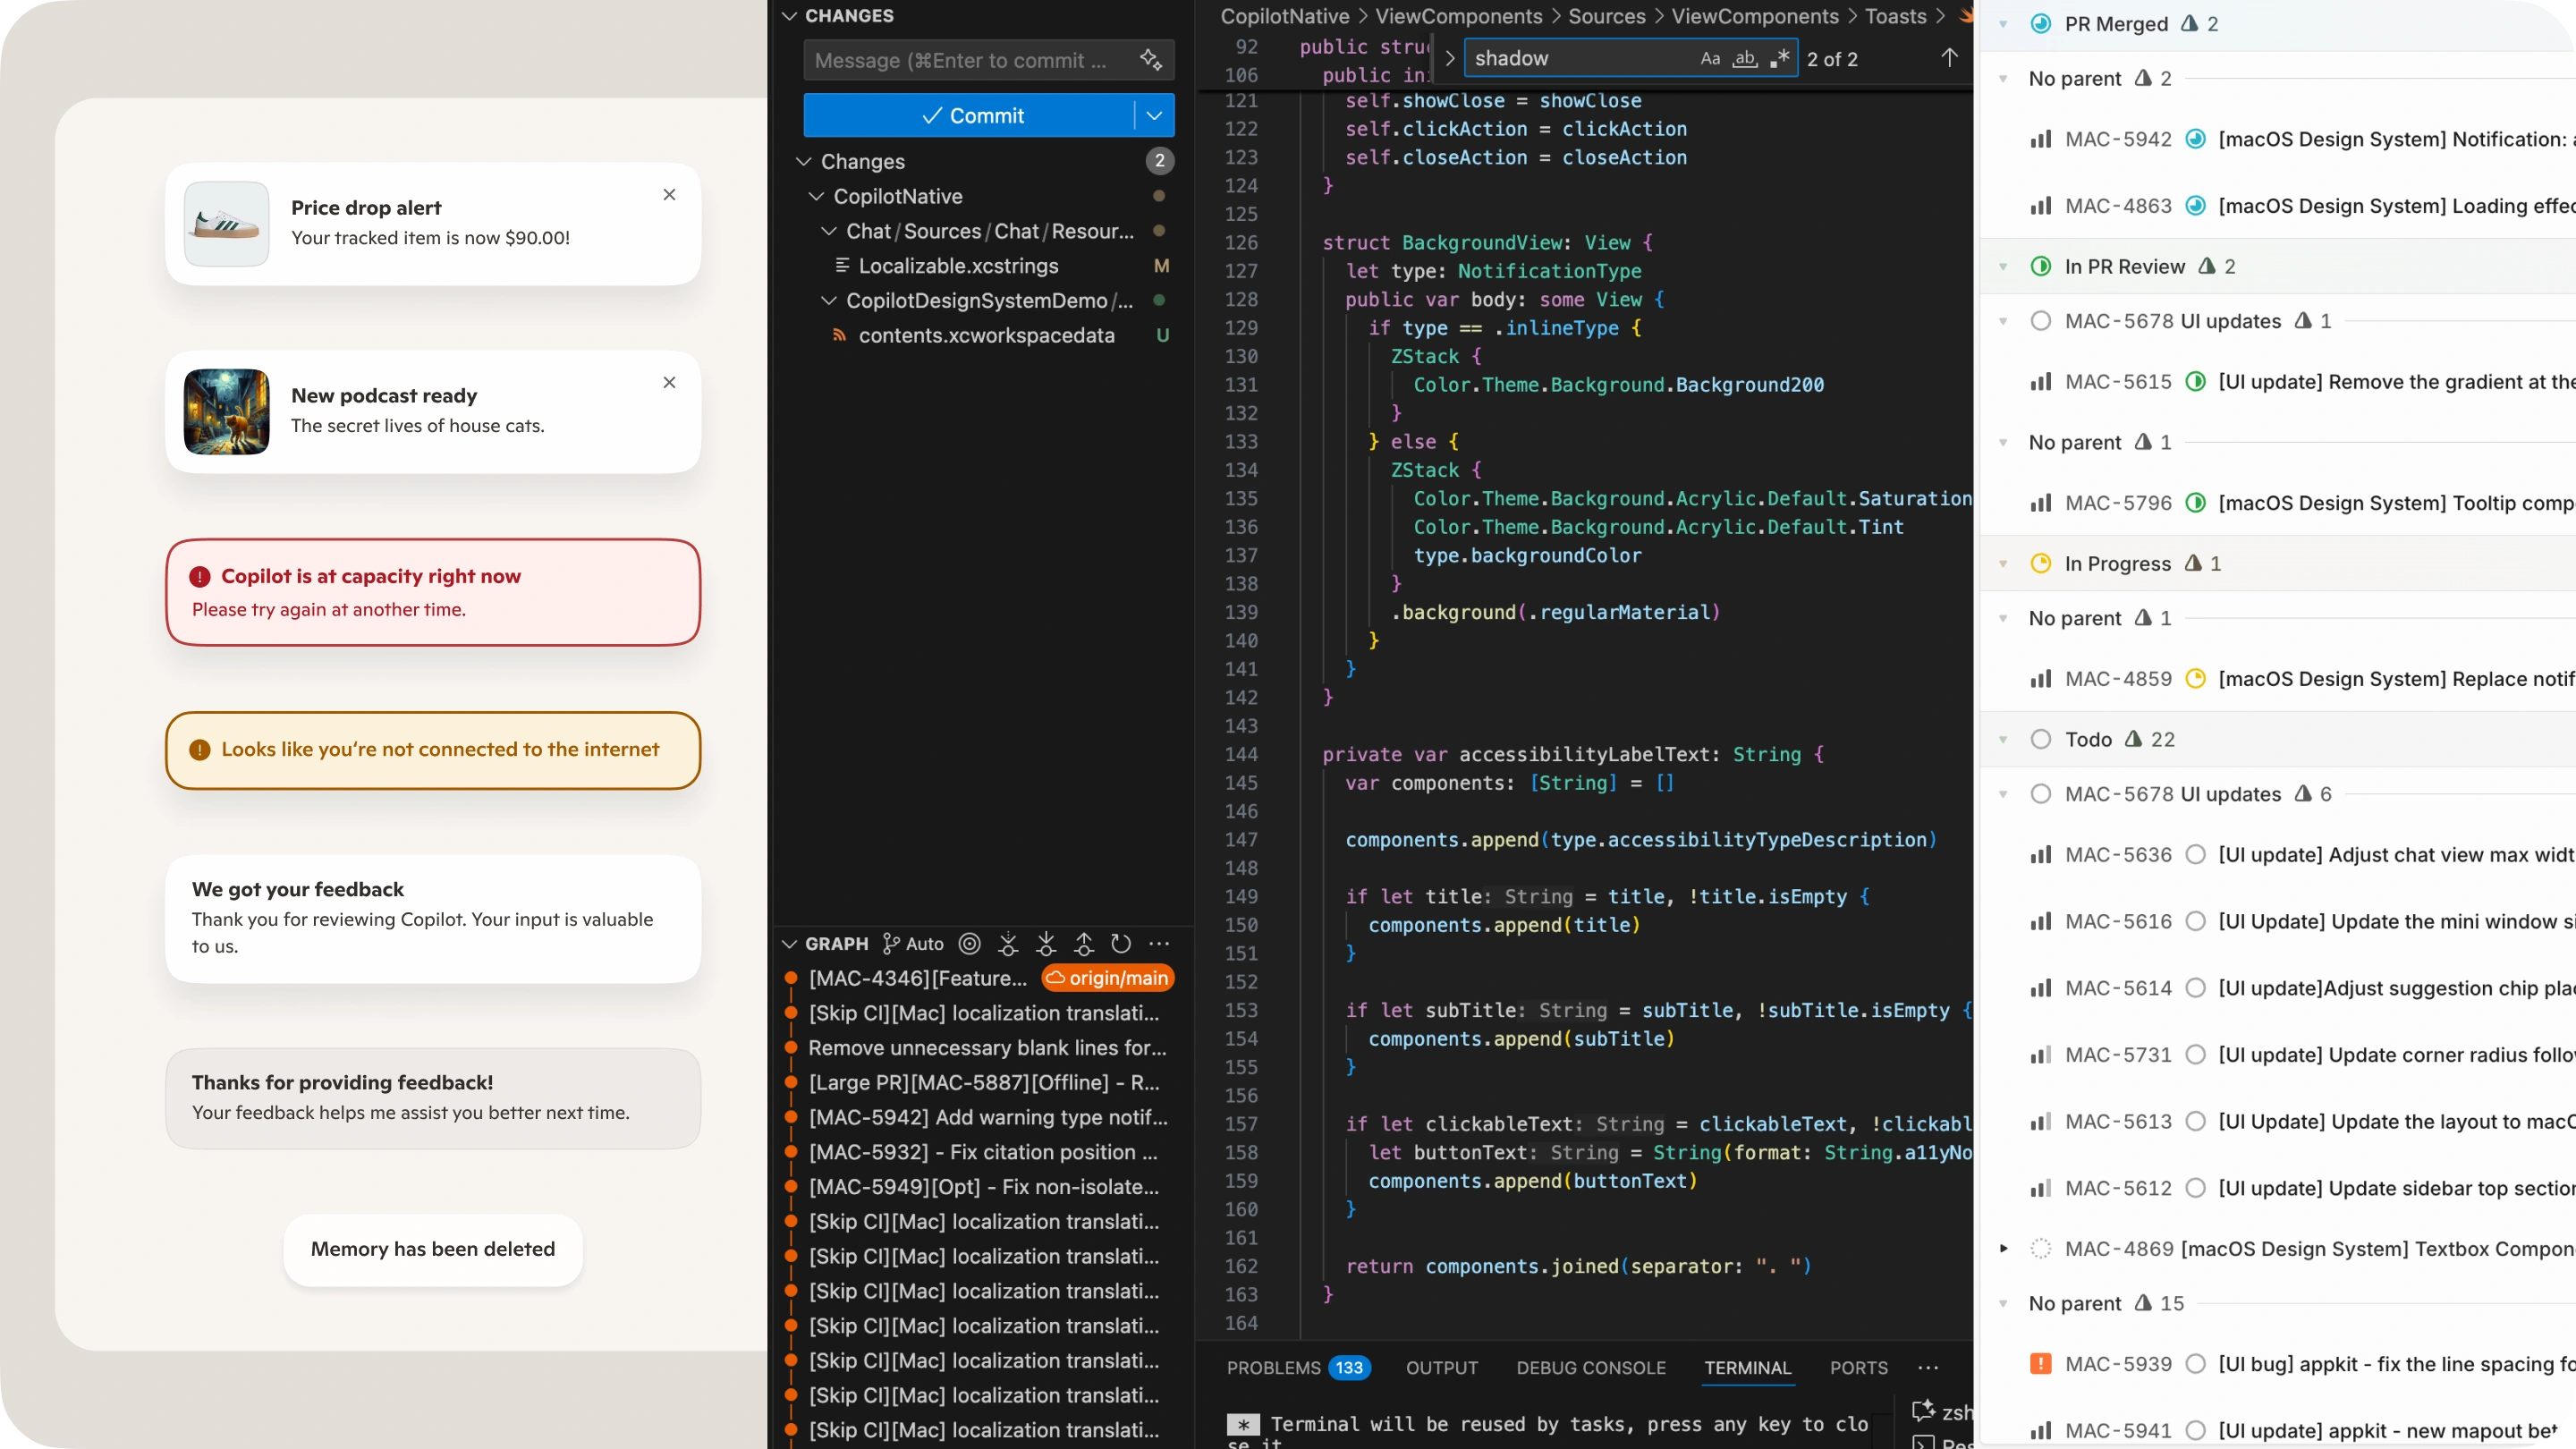 Price drop alert
Your tracked item is now $90.00!
New podcast ready
The secret lives of house cats.
Copilot is at capacity right now
Please try again at another time.
Looks like you're not connected to the internet
We got your feedback
Thank you for reviewing Copilot. Your input is valuable
to us.
Thanks for providing feedback!
Your feedback helps me assist you better next time.
Memory has been deleted
CHANGES
Message (⌘Enter to commit ...
Commit
Changes 2
CopilotNative
Chat/Sources/Chat/Resour...
Localizable.xcstrings M
CopilotDesignSystemDemo/...
contents.xcworkspacedata U
GRAPH Auto ...
[MAC-4346][Feature... origin/main
[Skip CI][Mac] localization translati...
Remove unnecessary blank lines for...
[Large PR][MAC-5887][Offline] - R...
[MAC-5942] Add warning type notif...
[MAC-5932] - Fix citation position ...
[MAC-5949][Opt] - Fix non-isolate...
[Skip CI][Mac] localization translati...
[Skip CI][Mac] localization translati...
[Skip CI][Mac] localization translati...
[Skip CI][Mac] localization translati...
[Skip CI][Mac] localization translati...
[Skip CI][Mac] localization translati...
[Skip CI][Mac] localization translati...
CopilotNative > ViewComponents > Sources > ViewComponents > Toasts >
shadow Aa ab .* 2 of 2
92 public stru
106 public in
121 self.showClose = showClose
122 self.clickAction = clickAction
123 self.closeAction = closeAction
124 }
125
126 struct BackgroundView: View {
127 let type: NotificationType
128 public var body: some View {
129 if type == .inlineType {
130 ZStack {
131 Color.Theme.Background.Background200
132 }
133 } else {
134 ZStack {
135 Color.Theme.Background.Acrylic.Default.Saturation
136 Color.Theme.Background.Acrylic.Default.Tint
137 type.backgroundColor
138 }
139 .background(.regularMaterial)
140 }
141 }
142 }
143
144 private var accessibilityLabelText: String {
145 var components: [String] = []
146
147 components.append(type.accessibilityTypeDescription)
148
149 if let title: String = title, !title.isEmpty {
150 components.append(title)
151 }
152
153 if let subTitle: String = subTitle, !subTitle.isEmpty {
154 components.append(subTitle)
155 }
156
157 if let clickableText: String = clickableText, !clickabl
158 let buttonText: String = String(format: String.a11yNo
159 components.append(buttonText)
160 }
161
162 return components.joined(separator: ". ")
163 }
164
PROBLEMS 133 OUTPUT DEBUG CONSOLE TERMINAL PORTS ...
* Terminal will be reused by tasks, press any key to clo
se it
zsh
PR Merged 2
No parent 2
MAC-5942 [macOS Design System] Notification:
MAC-4863 [macOS Design System] Loading effec
In PR Review 2
MAC-5678 UI updates 1
MAC-5615 [UI update] Remove the gradient at the
No parent 1
MAC-5796 [macOS Design System] Tooltip comp
In Progress 1
No parent 1
MAC-4859 [macOS Design System] Replace notif
Todo 22
MAC-5678 UI updates 6
MAC-5636 [UI update] Adjust chat view max widt
MAC-5616 [UI Update] Update the mini window si
MAC-5614 [UI update]Adjust suggestion chip pla
MAC-5731 [UI update] Update corner radius follo
MAC-5613 [UI Update] Update the layout to mac
MAC-5612 [UI update] Update sidebar top section
MAC-4869 [macOS Design System] Textbox Compon
No parent 15
MAC-5939 [UI bug] appkit - fix the line spacing fo
MAC-5941 [UI update] appkit - new mapout bet